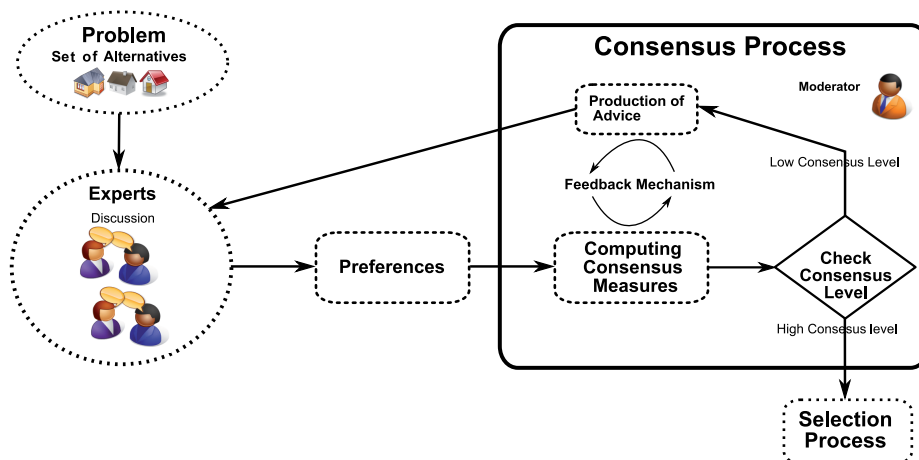 Problem
Set of Alternatives
Experts
Discussion
Preferences
Consensus Process
Moderator
Production of
Advice
Low Consensus Level
Feedback Mechanism
Computing
Consensus
Measures
Check
Consensus
Level
High Consesus level
Selection
Process